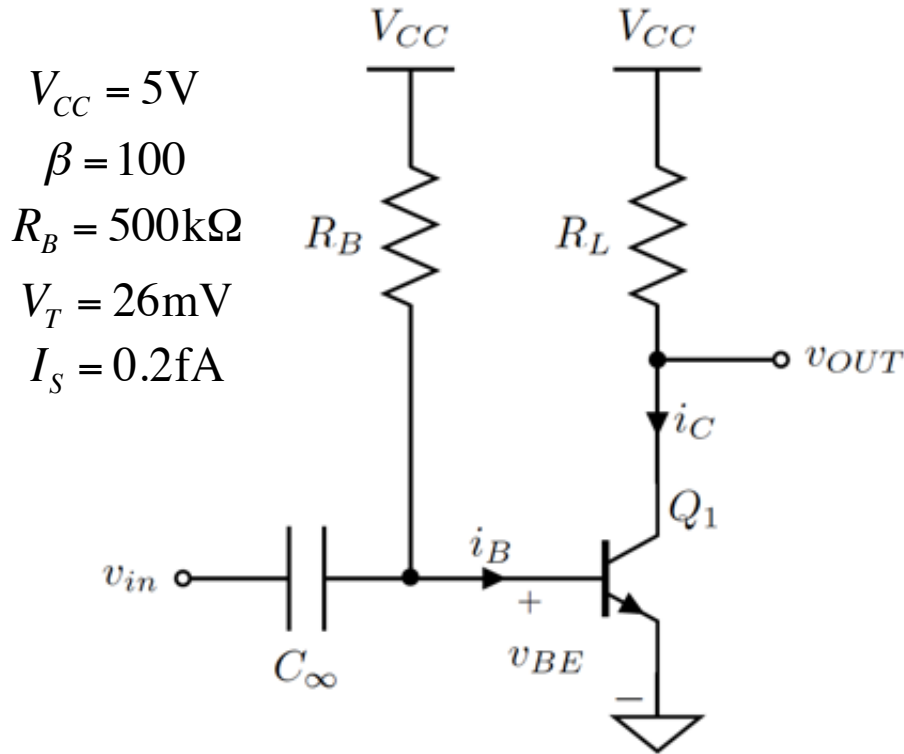 V_CC V_CC
V_CC = 5V
β = 100
R_B = 500kΩ
V_T = 26mV
I_S = 0.2fA
R_B R_L
v_OUT
i_C
Q_1
i_B
v_in
+
v_BE
C_∞
−